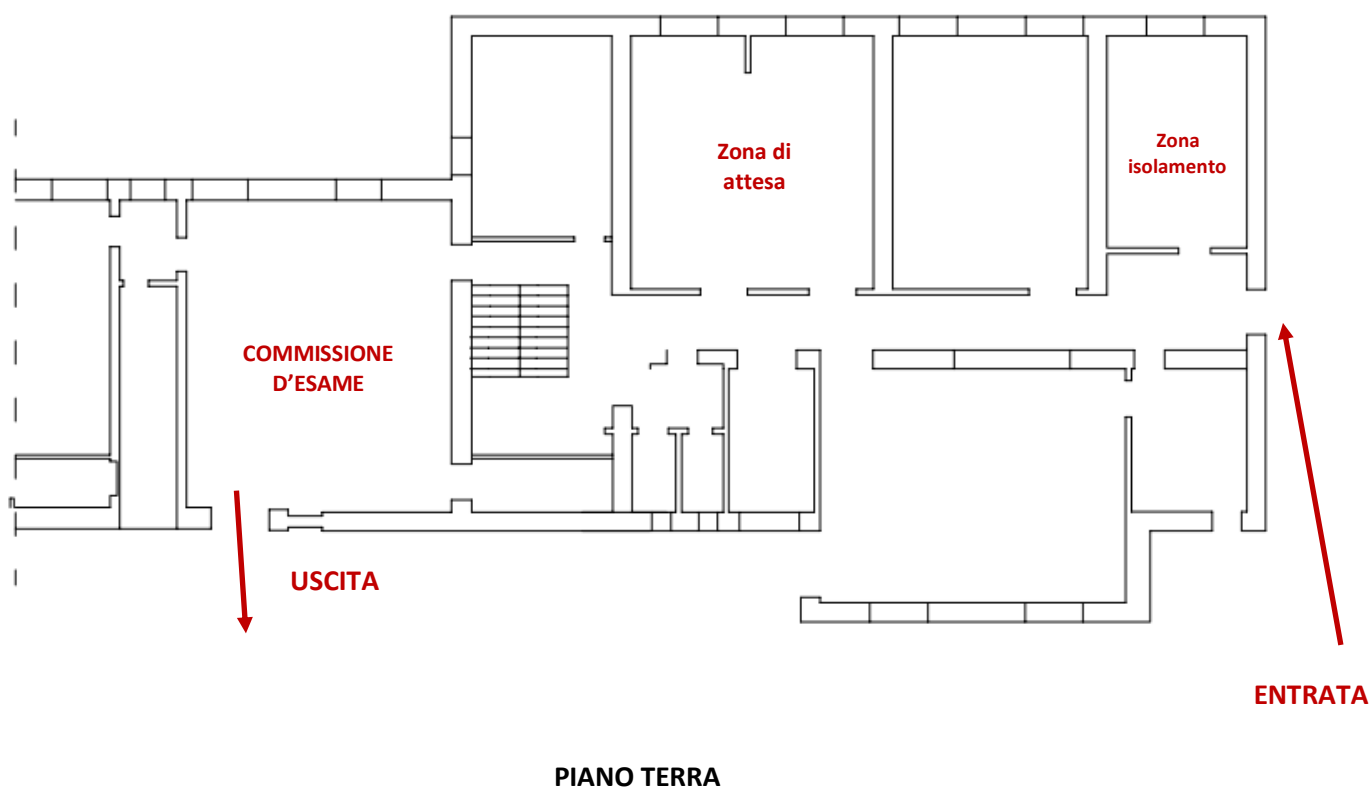 Zona di
attesa
Zona
isolamento
COMMISSIONE
D’ESAME
USCITA
ENTRATA
PIANO TERRA